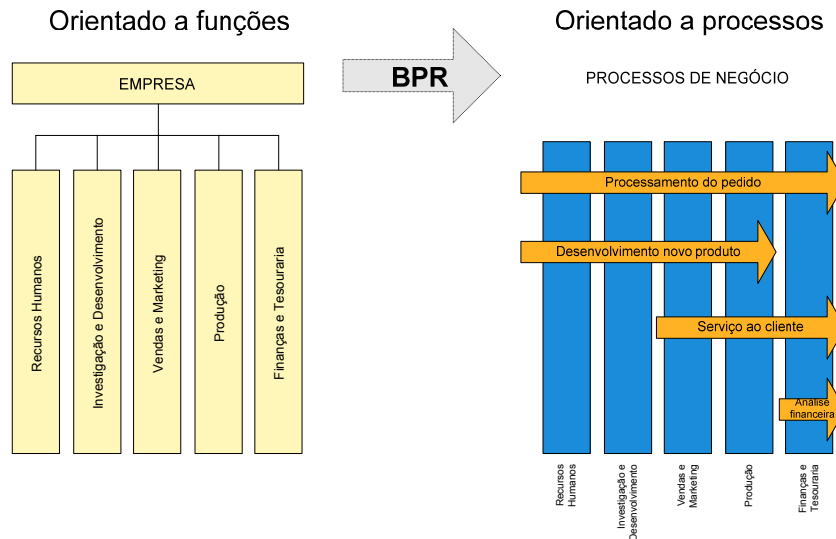 Orientado a funções
Orientado a processos
EMPRESA
BPR
PROCESSOS DE NEGÓCIO
Recursos Humanos
Investigação e Desenvolvimento
Vendas e Marketing
Produção
Finanças e Tesouraria
Processamento do pedido
Desenvolvimento novo produto
Serviço ao cliente
Análise
financeira
Recursos
Humanos
Investigação e
Desenvolvimento
Vendas e
Marketing
Produção
Finanças e
Tesouraria